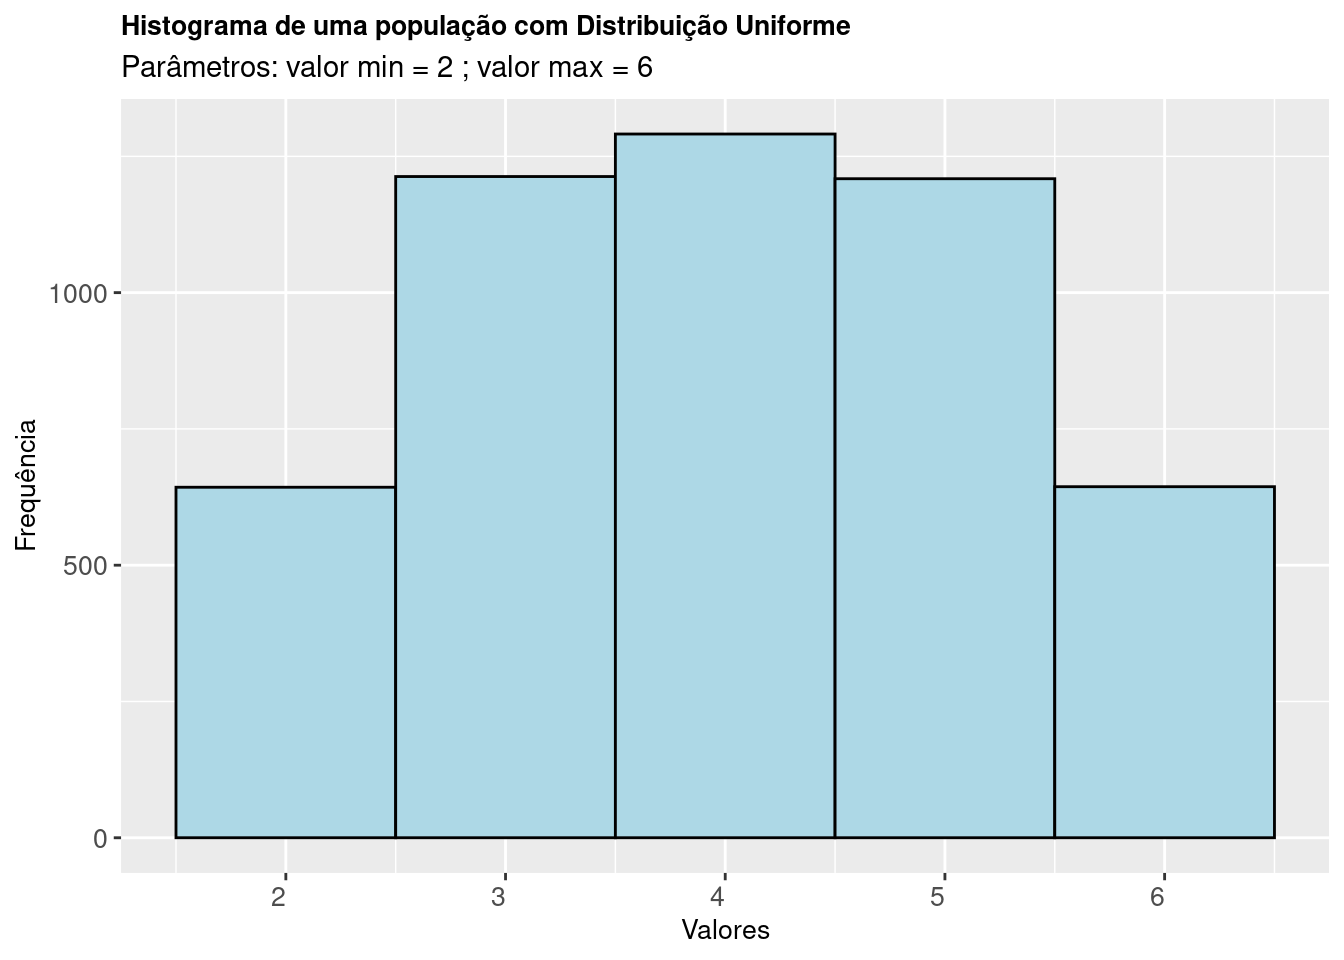 Histograma de uma população com Distribuição Uniforme
Parâmetros: valor min = 2 ; valor max = 6
Frequência
1000
500
0
2 3 4 5 6
Valores